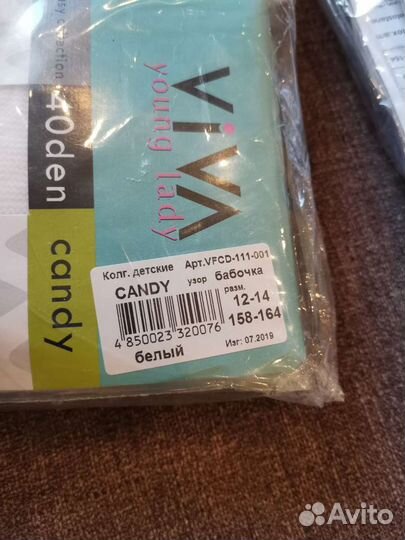 VIVA
young lady
40den
candy
Колг. детские Арт.VFCD-111-001
CANDY узор бабочка
разм.
12-14
158-164
4 850023 320076
белый Изг: 07.2019
Avito